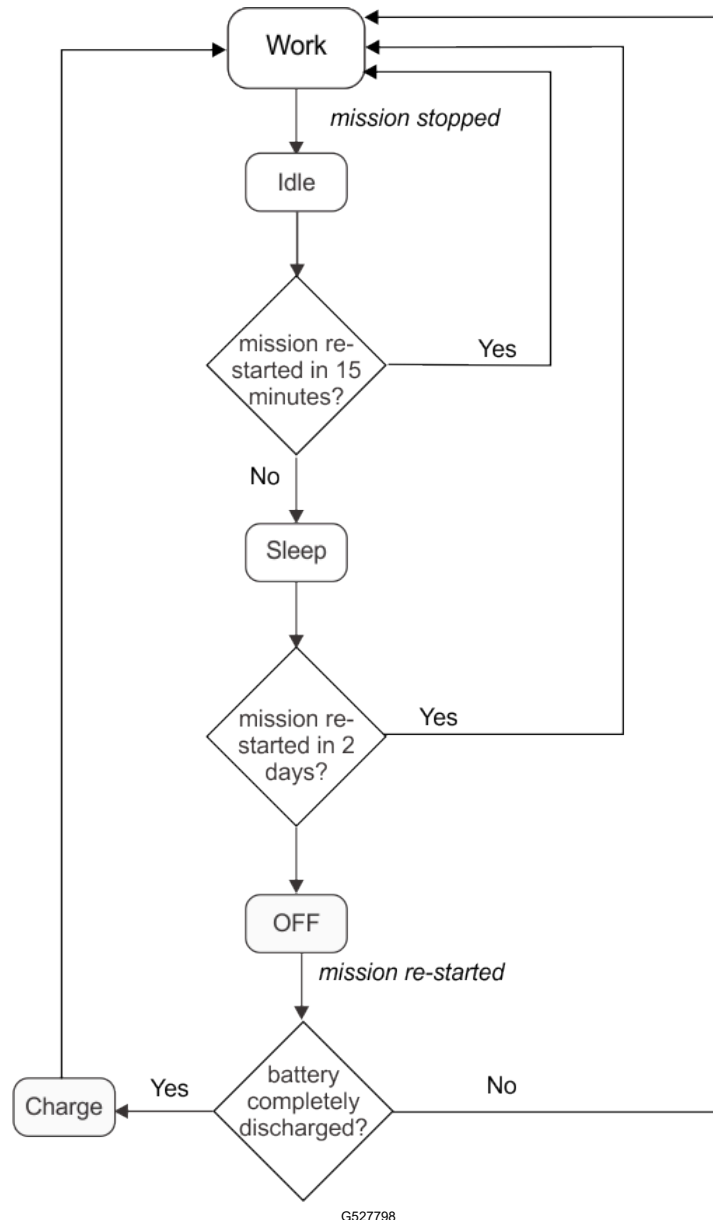 Work
mission stopped
Idle
mission re-
started in 15
minutes?
Yes
No
Sleep
mission re-
started in 2
days?
Yes
OFF
mission re-started
battery
completely
discharged?
Yes
No
Charge
G527798